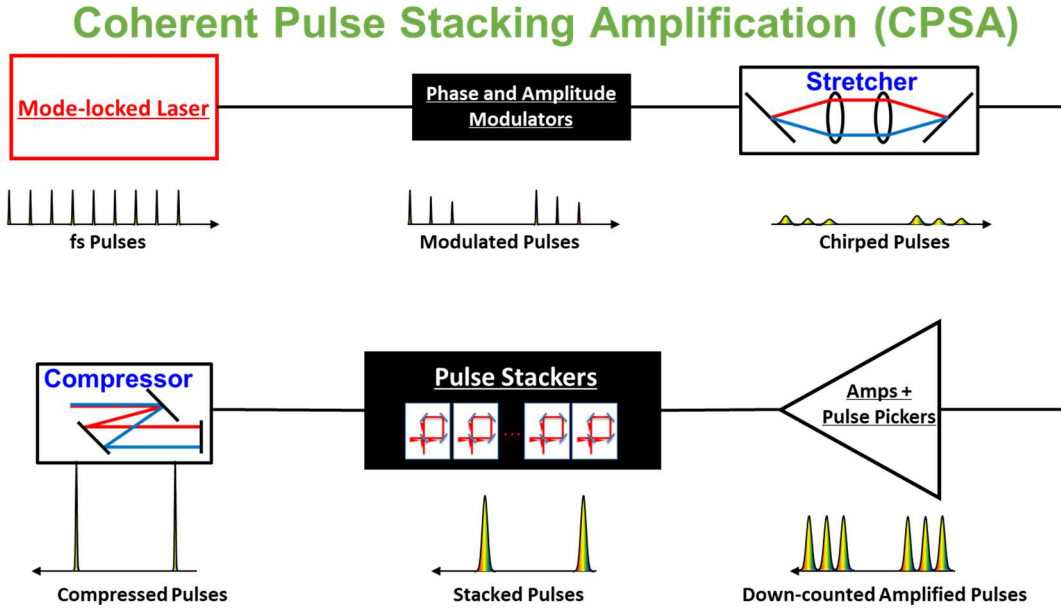 Coherent Pulse Stacking Amplification (CPSA)
Mode-locked Laser
Phase and Amplitude
Modulators
Stretcher
fs Pulses
Modulated Pulses
Chirped Pulses
Compressor
Pulse Stackers
...
Amps +
Pulse Pickers
Compressed Pulses
Stacked Pulses
Down-counted Amplified Pulses